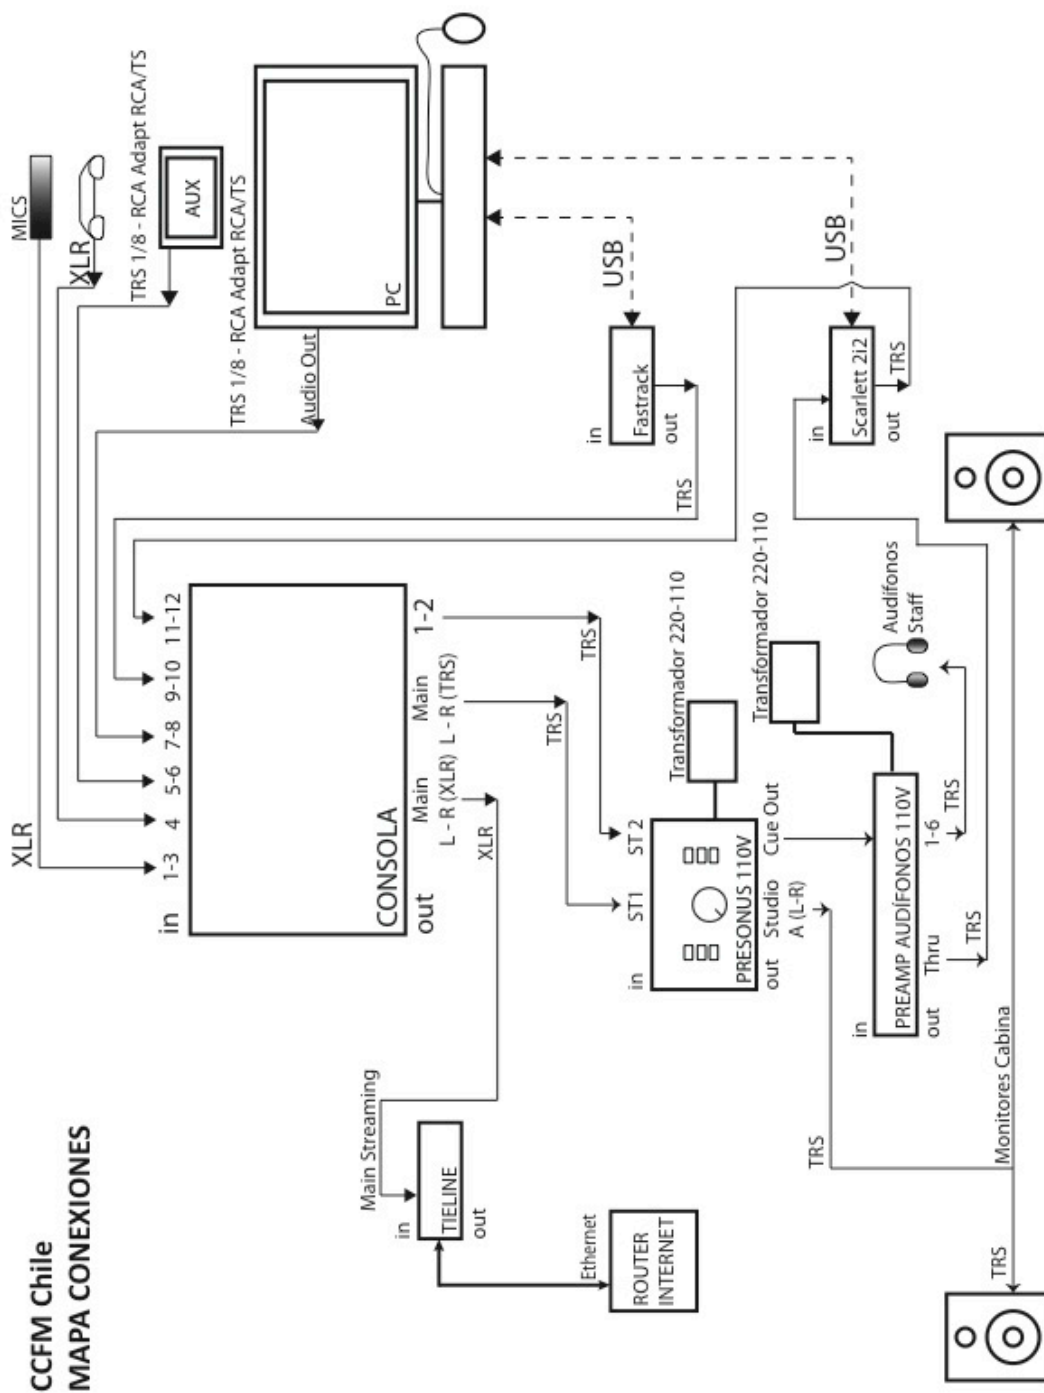 CCFM Chile
MAPA CONEXIONES
MICS
XLR
XLR
TRS 1/8 - RCA Adapt RCA/TS
AUX
TRS 1/8 - RCA Adapt RCA/TS
Audio Out
PC
in
1-3
4
5-6
7-8
9-10
11-12
CONSOLA
out
Main
L - R (XLR)
Main
L - R (TRS)
1-2
XLR
TRS
TRS
TRS
in
Fastrack
out
USB
USB
in
Scarlett 2i2
out
TRS
Main Streaming
in
TIELINE
out
Ethernet
ROUTER
INTERNET
in
ST1
ST 2
PRESONUS 110V
out
Studio
A (L-R)
Cue Out
Transformador 220-110
Transformador 220-110
in
PREAMP AUDÍFONOS 110V
out
Thru
1-6
TRS
TRS
Audífonos
Staff
TRS
Monitores Cabina
TRS